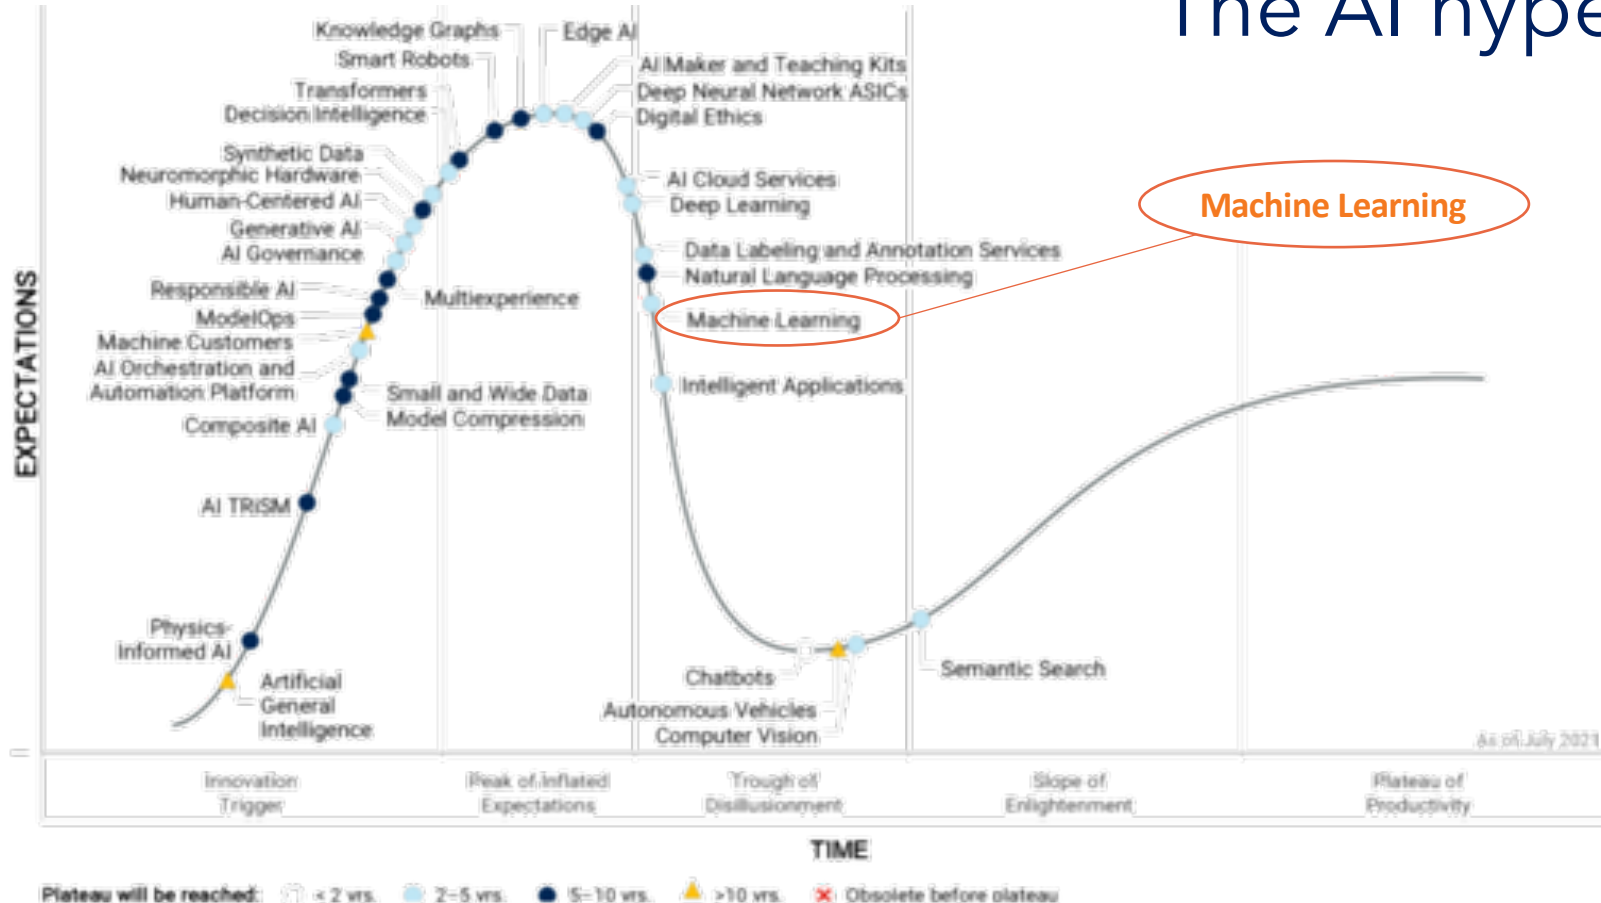 The AI hype
Knowledge Graphs
Edge AI
Smart Robots
AI Maker and Teaching Kits
Transformers
Deep Neural Network ASICs
Decision Intelligence
Digital Ethics
Synthetic Data
Neuromorphic Hardware
AI Cloud Services
Human-Centered AI
Deep Learning
Machine Learning
Generative AI
AI Governance
Data Labeling and Annotation Services
Natural Language Processing
Responsible AI
Multiexperience
ModelOps
Machine Learning
Machine Customers
AI Orchestration and
Automation Platform
Intelligent Applications
Small and Wide Data
Composite AI
Model Compression
EXPECTATIONS
AI TRiSM
Physics-
Informed AI
Artificial
General
Intelligence
Chatbots
Semantic Search
Autonomous Vehicles
Computer Vision
As of July 2021
Innovation
Trigger
Peak of Inflated
Expectations
Trough of
Disillusionment
Slope of
Enlightenment
Plateau of
Productivity
TIME
Plateau will be reached: < 2 yrs. 2–5 yrs. 5–10 yrs. >10 yrs. Obsolete before plateau